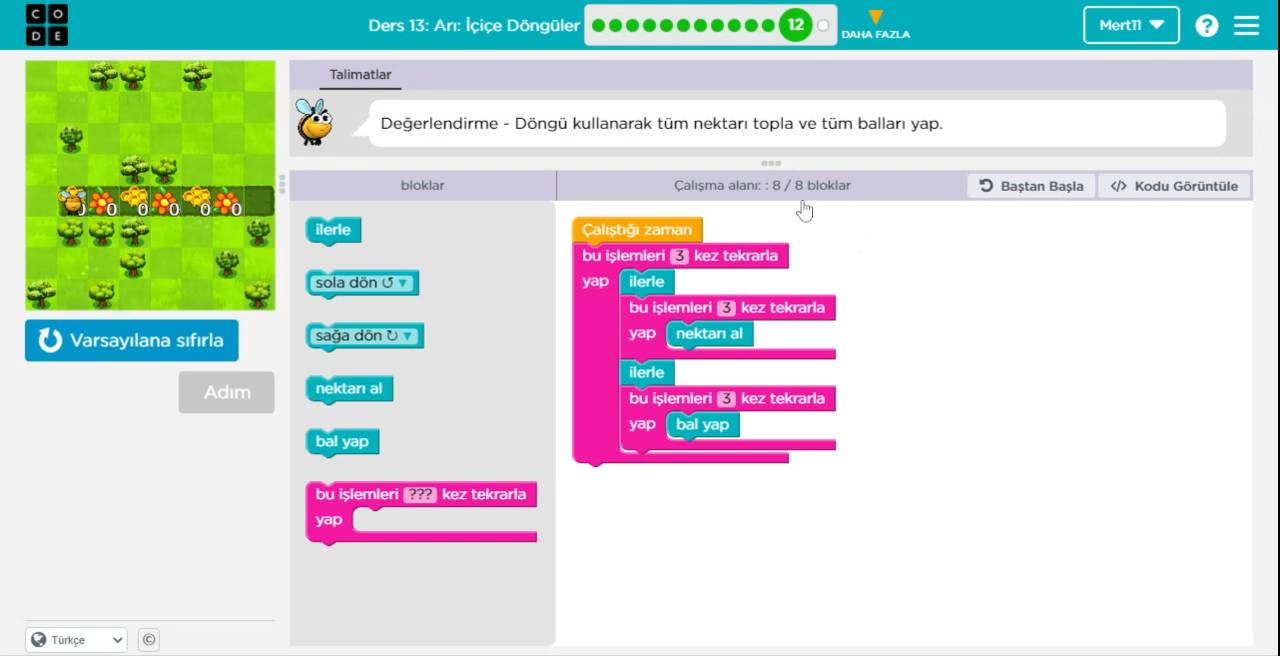 C O
D E
Ders 13: Arı: İçiçe Döngüler
12
DAHA FAZLA
Mert11
?
Talimatlar
Değerlendirme - Döngü kullanarak tüm nektarı topla ve tüm balları yap.
bloklar
Çalışma alanı: : 8 / 8 bloklar
Baştan Başla
</> Kodu Görüntüle
0 0 0 0 0 0
Varsayılana sıfırla
Adım
ilerle
sola dön ↺ ▼
sağa dön ↻ ▼
nektarı al
bal yap
bu işlemleri ??? kez tekrarla
yap
Çalıştığı zaman
bu işlemleri 3 kez tekrarla
yap ilerle
bu işlemleri 3 kez tekrarla
yap nektarı al
ilerle
bu işlemleri 3 kez tekrarla
yap bal yap
Türkçe
©